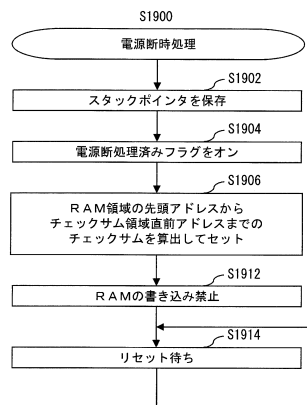 S1900
電源断時処理
S1902
スタックポインタを保存
S1904
電源断処理済みフラグをオン
S1906
RAM領域の先頭アドレスから
チェックサム領域直前アドレスまでの
チェックサムを算出してセット
S1912
RAMの書き込み禁止
S1914
リセット待ち